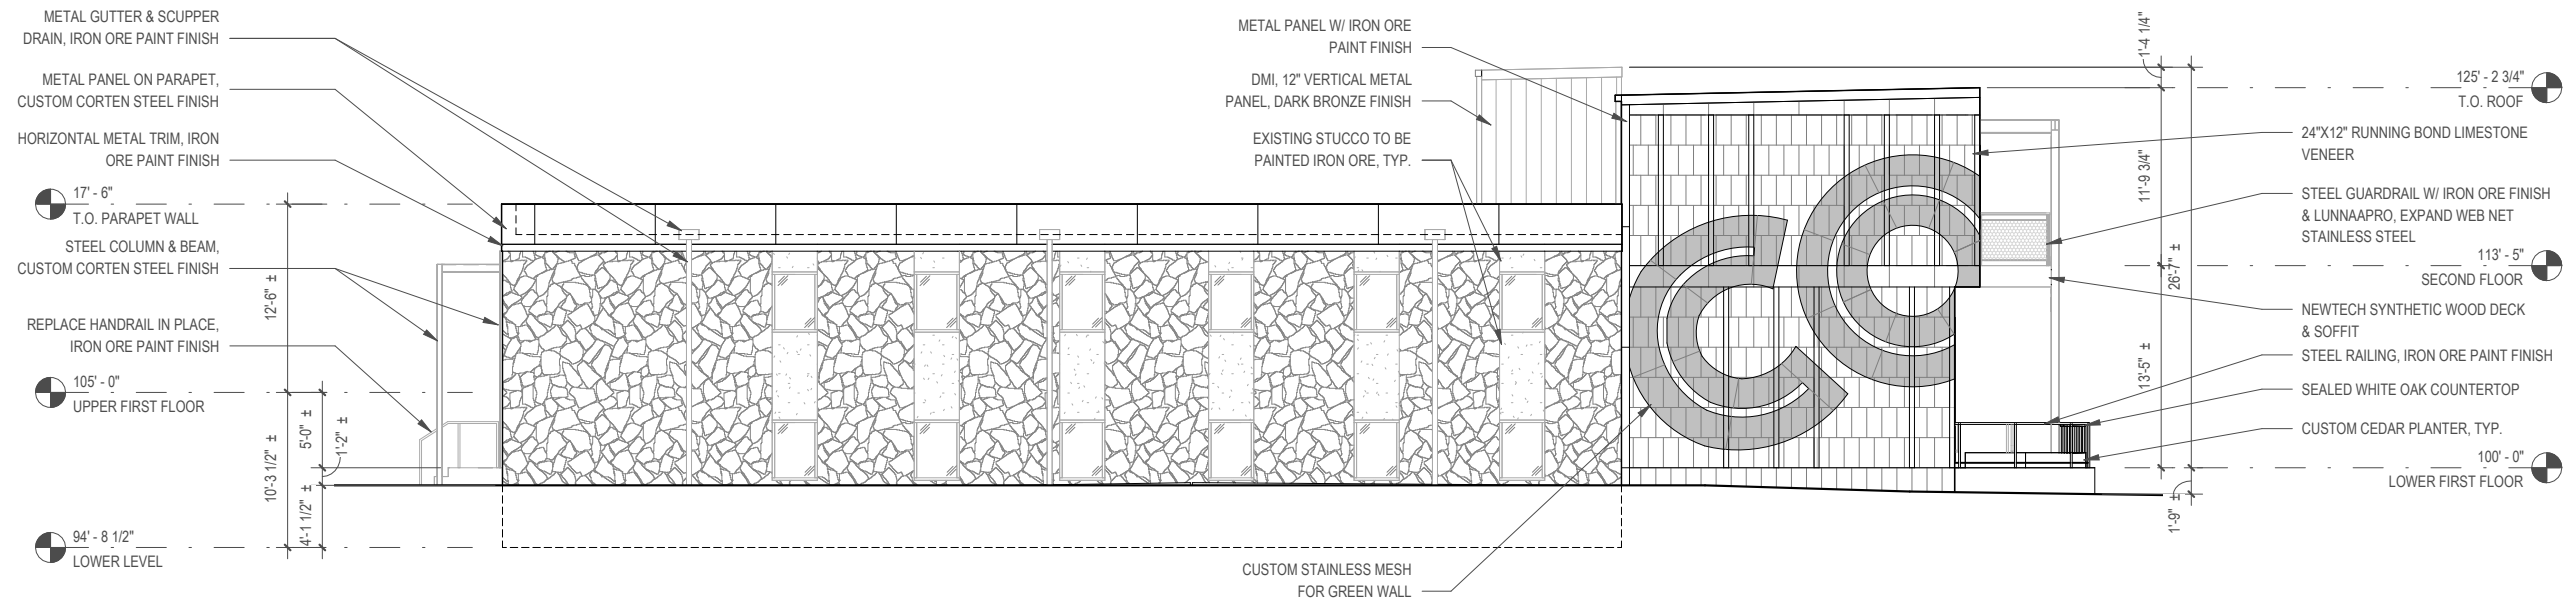 METAL GUTTER & SCUPPER
DRAIN, IRON ORE PAINT FINISH
METAL PANEL ON PARAPET,
CUSTOM CORTEN STEEL FINISH
HORIZONTAL METAL TRIM, IRON
ORE PAINT FINISH
17' - 6"
T.O. PARAPET WALL
STEEL COLUMN & BEAM,
CUSTOM CORTEN STEEL FINISH
REPLACE HANDRAIL IN PLACE,
IRON ORE PAINT FINISH
105' - 0"
UPPER FIRST FLOOR
94' - 8 1/2"
LOWER LEVEL
12'-6" ±
10'-3 1/2" ±
5'-0" ±
4'-1 1/2" ±
1'-2" ±
METAL PANEL W/ IRON ORE
PAINT FINISH
DMI, 12" VERTICAL METAL
PANEL, DARK BRONZE FINISH
EXISTING STUCCO TO BE
PAINTED IRON ORE, TYP.
CUSTOM STAINLESS MESH
FOR GREEN WALL
1'-4 1/4"
11'-9 3/4"
26'-7" ±
13'-5" ±
1'-9" ±
125' - 2 3/4"
T.O. ROOF
24"X12" RUNNING BOND LIMESTONE
VENEER
STEEL GUARDRAIL W/ IRON ORE FINISH
& LUNNAAPRO, EXPAND WEB NET
STAINLESS STEEL
113' - 5"
SECOND FLOOR
NEWTECH SYNTHETIC WOOD DECK
& SOFFIT
STEEL RAILING, IRON ORE PAINT FINISH
SEALED WHITE OAK COUNTERTOP
CUSTOM CEDAR PLANTER, TYP.
100' - 0"
LOWER FIRST FLOOR